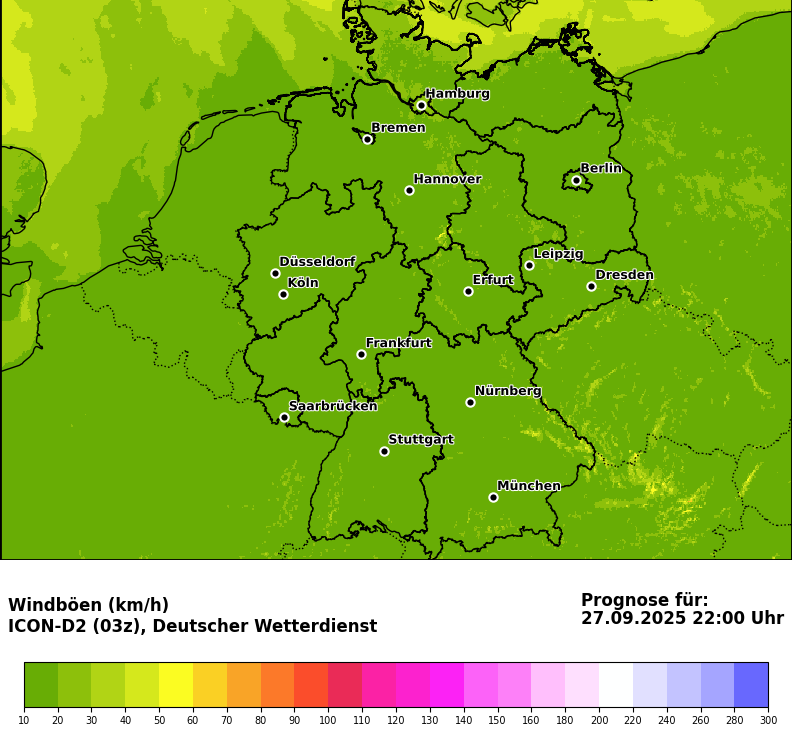 Hamburg
Bremen
Berlin
Hannover
Leipzig
Düsseldorf
Dresden
Köln
Erfurt
Frankfurt
Nürnberg
Saarbrücken
Stuttgart
München
Windböen (km/h)
ICON-D2 (03z), Deutscher Wetterdienst
Prognose für:
27.09.2025 22:00 Uhr
10 20 30 40 50 60 70 80 90 100 110 120 130 140 150 160 180 200 220 240 260 280 300